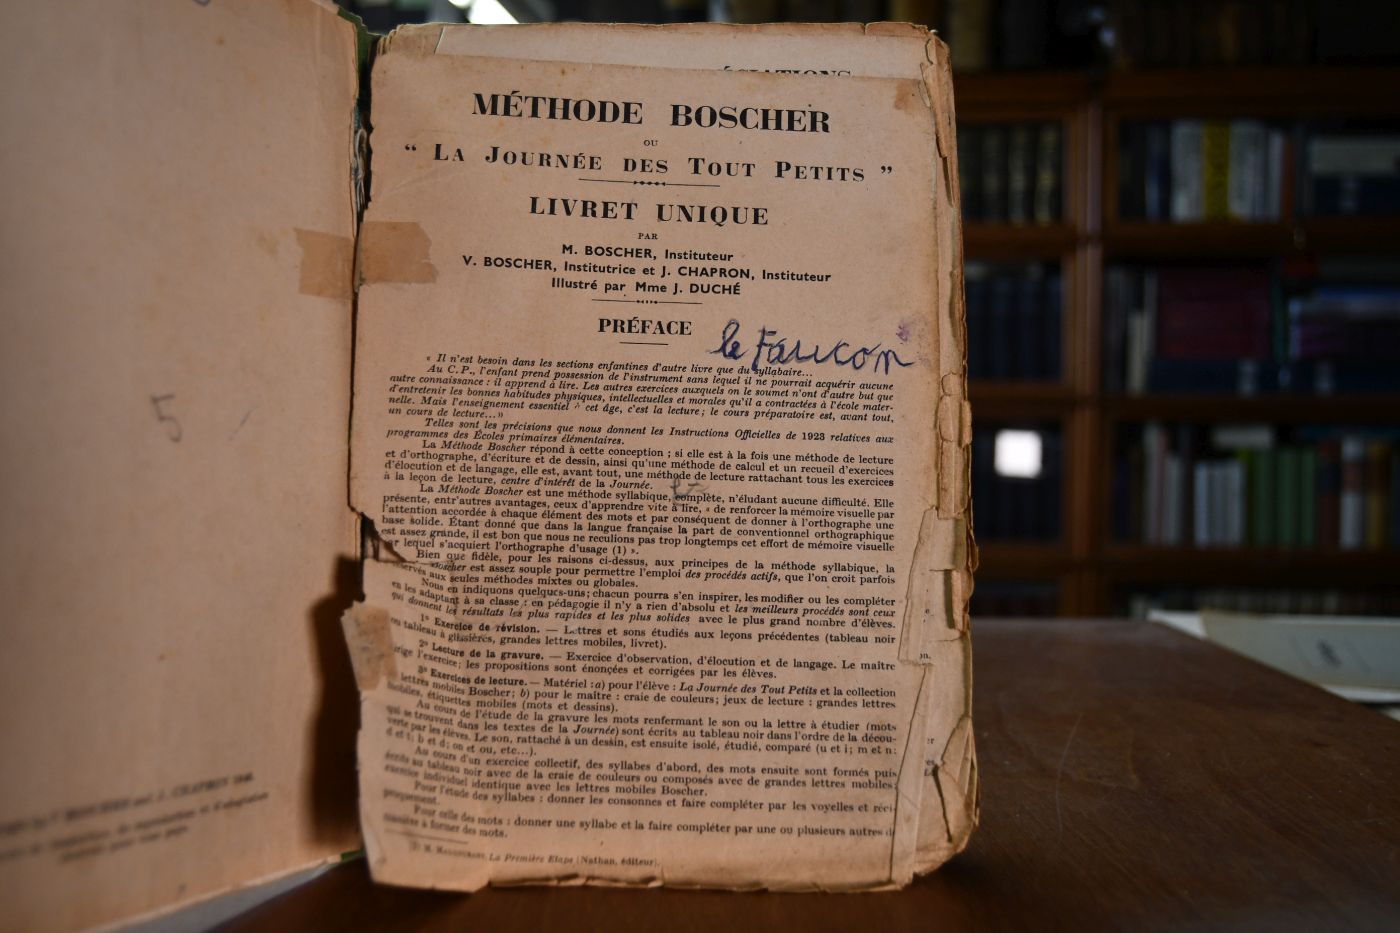 5
MÉTHODE BOSCHER
OU
“ La Journée des Tout Petits ”
LIVRET UNIQUE
PAR
M. BOSCHER, Instituteur
V. BOSCHER, Institutrice et J. CHAPRON, Instituteur
Illustré par Mme J. DUCHÉ
PRÉFACE
le Faucon
« Il n'est besoin dans les sections enfantines d'autre livre que du syllabaire...
Au C.P., l'enfant prend possession de l'instrument sans lequel il ne pourrait acquérir aucune
autre connaissance : il apprend à lire. Les autres exercices auxquels on le soumet n'ont d'autre but que
d'entretenir les bonnes habitudes physiques, intellectuelles et morales qu'il a contractées à l'école mater-
nelle. Mais l'enseignement essentiel à cet âge, c'est la lecture ; le cours préparatoire est, avant tout,
un cours de lecture... »
Telles sont les précisions que nous donnent les Instructions Officielles de 1923 relatives aux
programmes des Écoles primaires élémentaires.
La Méthode Boscher répond à cette conception ; si elle est à la fois une méthode de lecture
et d'orthographe, d'écriture et de dessin, ainsi qu'une méthode de calcul et un recueil d'exercices
d'élocution et de langage, elle est, avant tout, une méthode de lecture rattachant tous les exercices
à la leçon de lecture, centre d'intérêt de la Journée.
La Méthode Boscher est une méthode syllabique, complète, n'éludant aucune difficulté. Elle
présente, entr'autres avantages, ceux d'apprendre vite à lire, « de renforcer la mémoire visuelle par
l'attention accordée à chaque élément des mots et par conséquent de donner à l'orthographe une
base solide. Étant donné que dans la langue française la part de conventionnel orthographique
est assez grande, il est bon que nous ne reculions pas trop longtemps cet effort de mémoire visuelle
par lequel s'acquiert l'orthographe d'usage (1) ».
Bien que fidèle, pour les raisons ci-dessus, aux principes de la méthode syllabique, la
Boscher est assez souple pour permettre l'emploi des procédés actifs, que l'on croit parfois
réservés aux seules méthodes mixtes ou globales.
Nous en indiquons quelques-uns ; chacun pourra s'en inspirer, les modifier ou les compléter
en les adaptant à sa classe : en pédagogie il n'y a rien d'absolu et les meilleurs procédés sont ceux
qui donnent les résultats les plus rapides et les plus solides avec le plus grand nombre d'élèves.
1° Exercice de révision. — Lettres et sons étudiés aux leçons précédentes (tableau noir
ou tableau à glissières, grandes lettres mobiles, livret).
2° Lecture de la gravure. — Exercice d'observation, d'élocution et de langage. Le maître
dirige l'exercice ; les propositions sont énoncées et corrigées par les élèves.
3° Exercices de lecture. — Matériel : a) pour l'élève : La Journée des Tout Petits et la collection
lettres mobiles Boscher ; b) pour le maître : craie de couleurs ; jeux de lecture : grandes lettres
mobiles, étiquettes mobiles (mots et dessins).
Au cours de l'étude de la gravure les mots renfermant le son ou la lettre à étudier (mots
qui se trouvent dans les textes de la Journée) sont écrits au tableau noir dans l'ordre de la décou-
verte par les élèves. Le son, rattaché à un dessin, est ensuite isolé, étudié, comparé (u et i ; m et n ;
d et t ; b et d ; on et ou, etc...).
Au cours d'un exercice collectif, des syllabes d'abord, des mots ensuite sont formés puis
écrits au tableau noir avec de la craie de couleurs ou composés avec de grandes lettres mobiles ;
exercice individuel identique avec les lettres mobiles Boscher.
Pour l'étude des syllabes : donner les consonnes et faire compléter par les voyelles et réci-
proquement.
Pour celle des mots : donner une syllabe et la faire compléter par une ou plusieurs autres de
manière à former des mots.
La Première Étape (Nathan, éditeur).